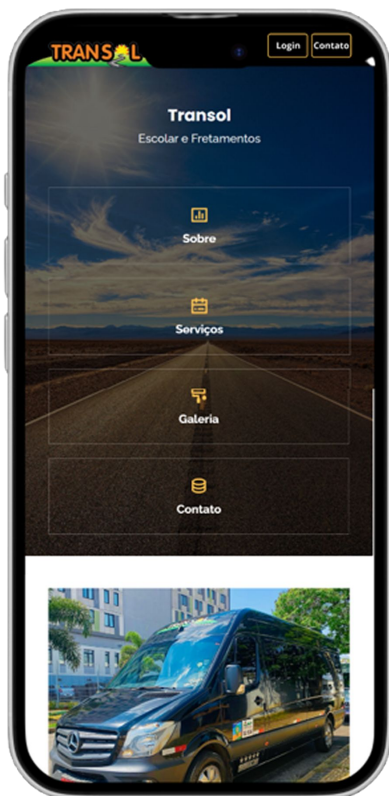 TRANSOL
Login
Contato
Transol
Escolar e Fretamentos
Sobre
Serviços
Galeria
Contato